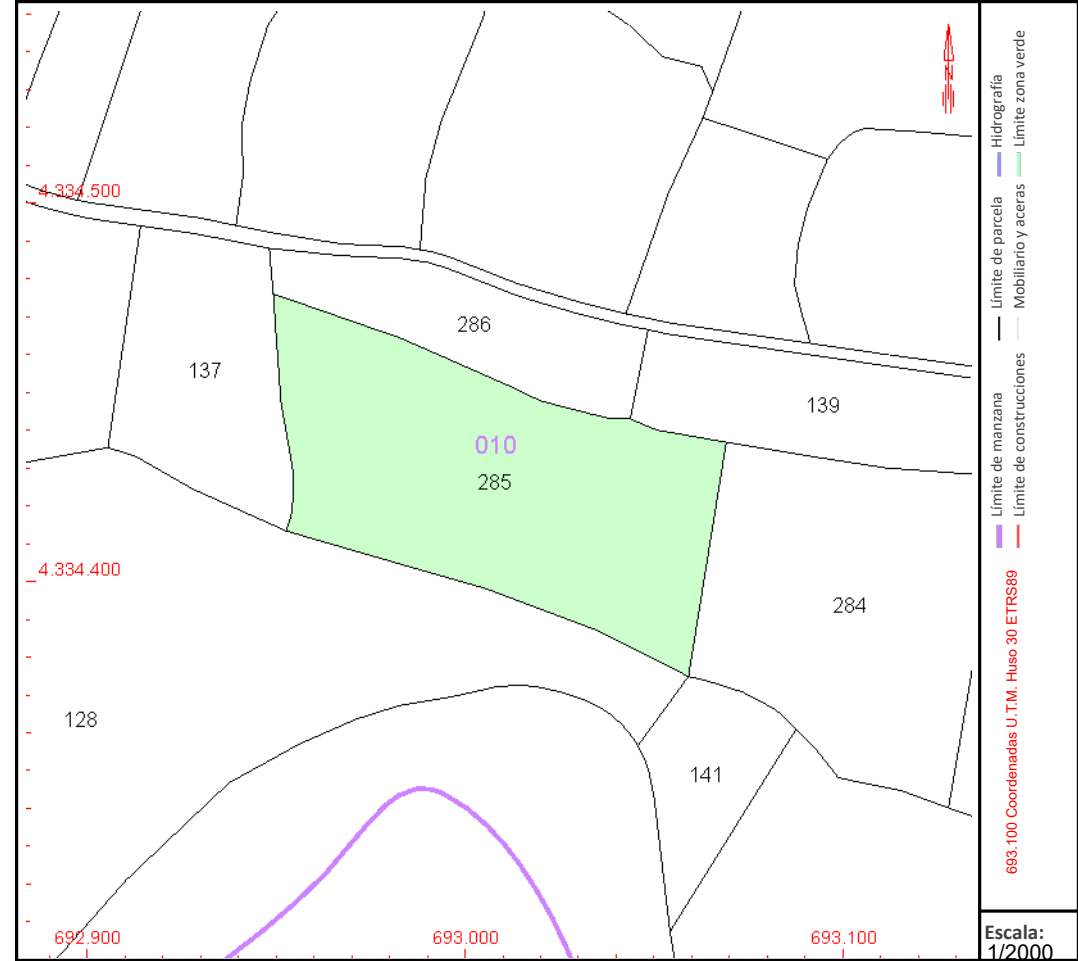 4.334.500
286
137
139
010
285
4.334.400
284
128
141
692.900
693.000
693.100
N
Límite de manzana
Límite de parcela
Hidrografía
Límite de construcciones
Mobiliario y aceras
Límite zona verde
693.100 Coordenadas U.T.M. Huso 30 ETRS89
Escala:
1/2000